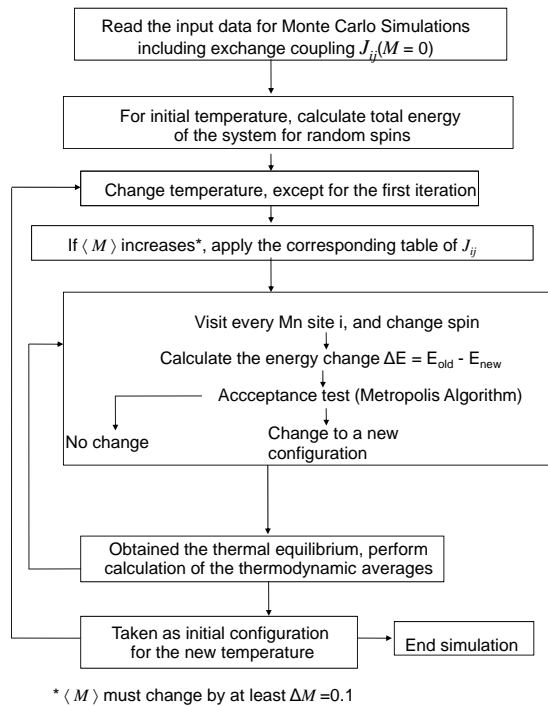 Read the input data for Monte Carlo Simulations
including exchange coupling J_ij(M = 0)
For initial temperature, calculate total energy
of the system for random spins
Change temperature, except for the first iteration
If ⟨M⟩ increases*, apply the corresponding table of J_ij
Visit every Mn site i, and change spin
Calculate the energy change ΔE = E_old - E_new
Accceptance test (Metropolis Algorithm)
No change
Change to a new
configuration
Obtained the thermal equilibrium, perform
calculation of the thermodynamic averages
Taken as initial configuration
for the new temperature
End simulation
* ⟨M⟩ must change by at least ΔM =0.1